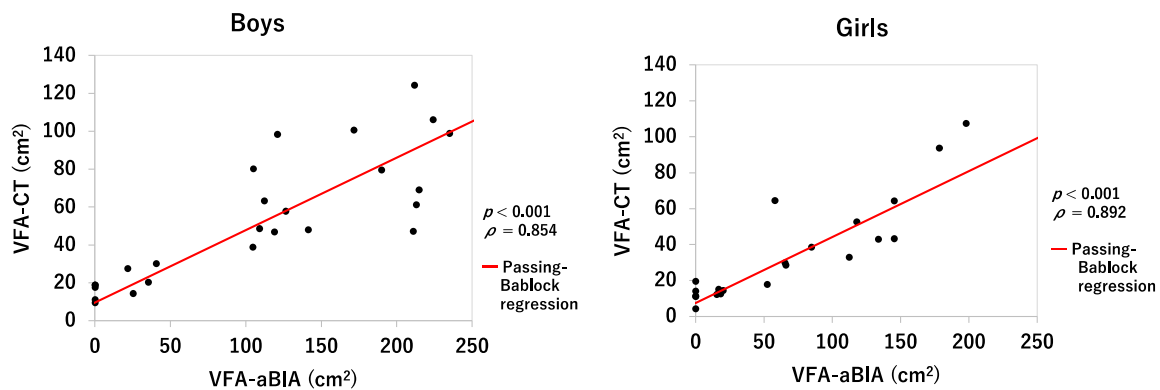 Boys
140
120
100
80
60
40
20
0
VFA-CT (cm²)
0 50 100 150 200 250
VFA-aBIA (cm²)
p < 0.001
ρ = 0.854
Passing-
Bablock
regression
Girls
140
120
100
80
60
40
20
0
VFA-CT (cm²)
0 50 100 150 200 250
VFA-aBIA (cm²)
p < 0.001
ρ = 0.892
Passing-
Bablock
regression